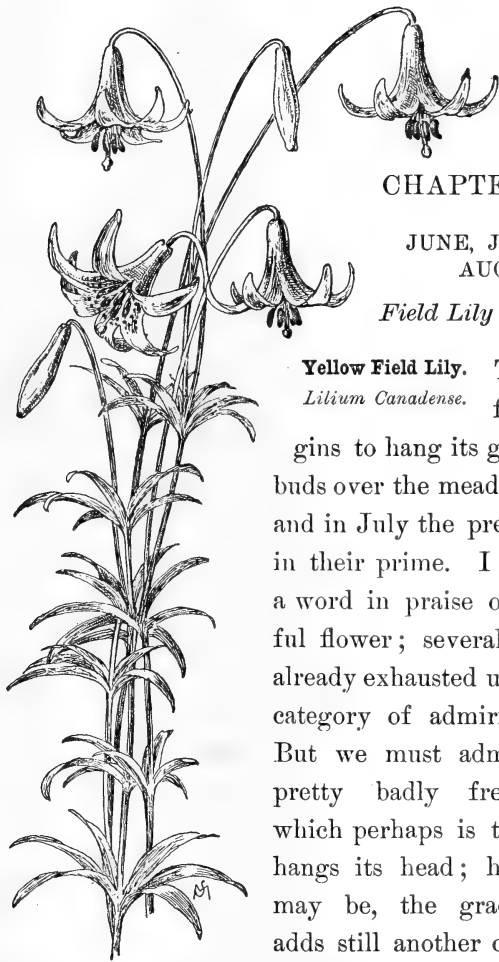 CHAPTE
JUNE, J
AUG
Field Lily
Yellow Field Lily. T
Lilium Canadense. f
gins to hang its g
buds over the mead
and in July the pre
in their prime. I
a word in praise o
ful flower; several
already exhausted u
category of admiri
But we must adm
pretty badly fre
which perhaps is t
hangs its head; h
may be, the grac
adds still another c